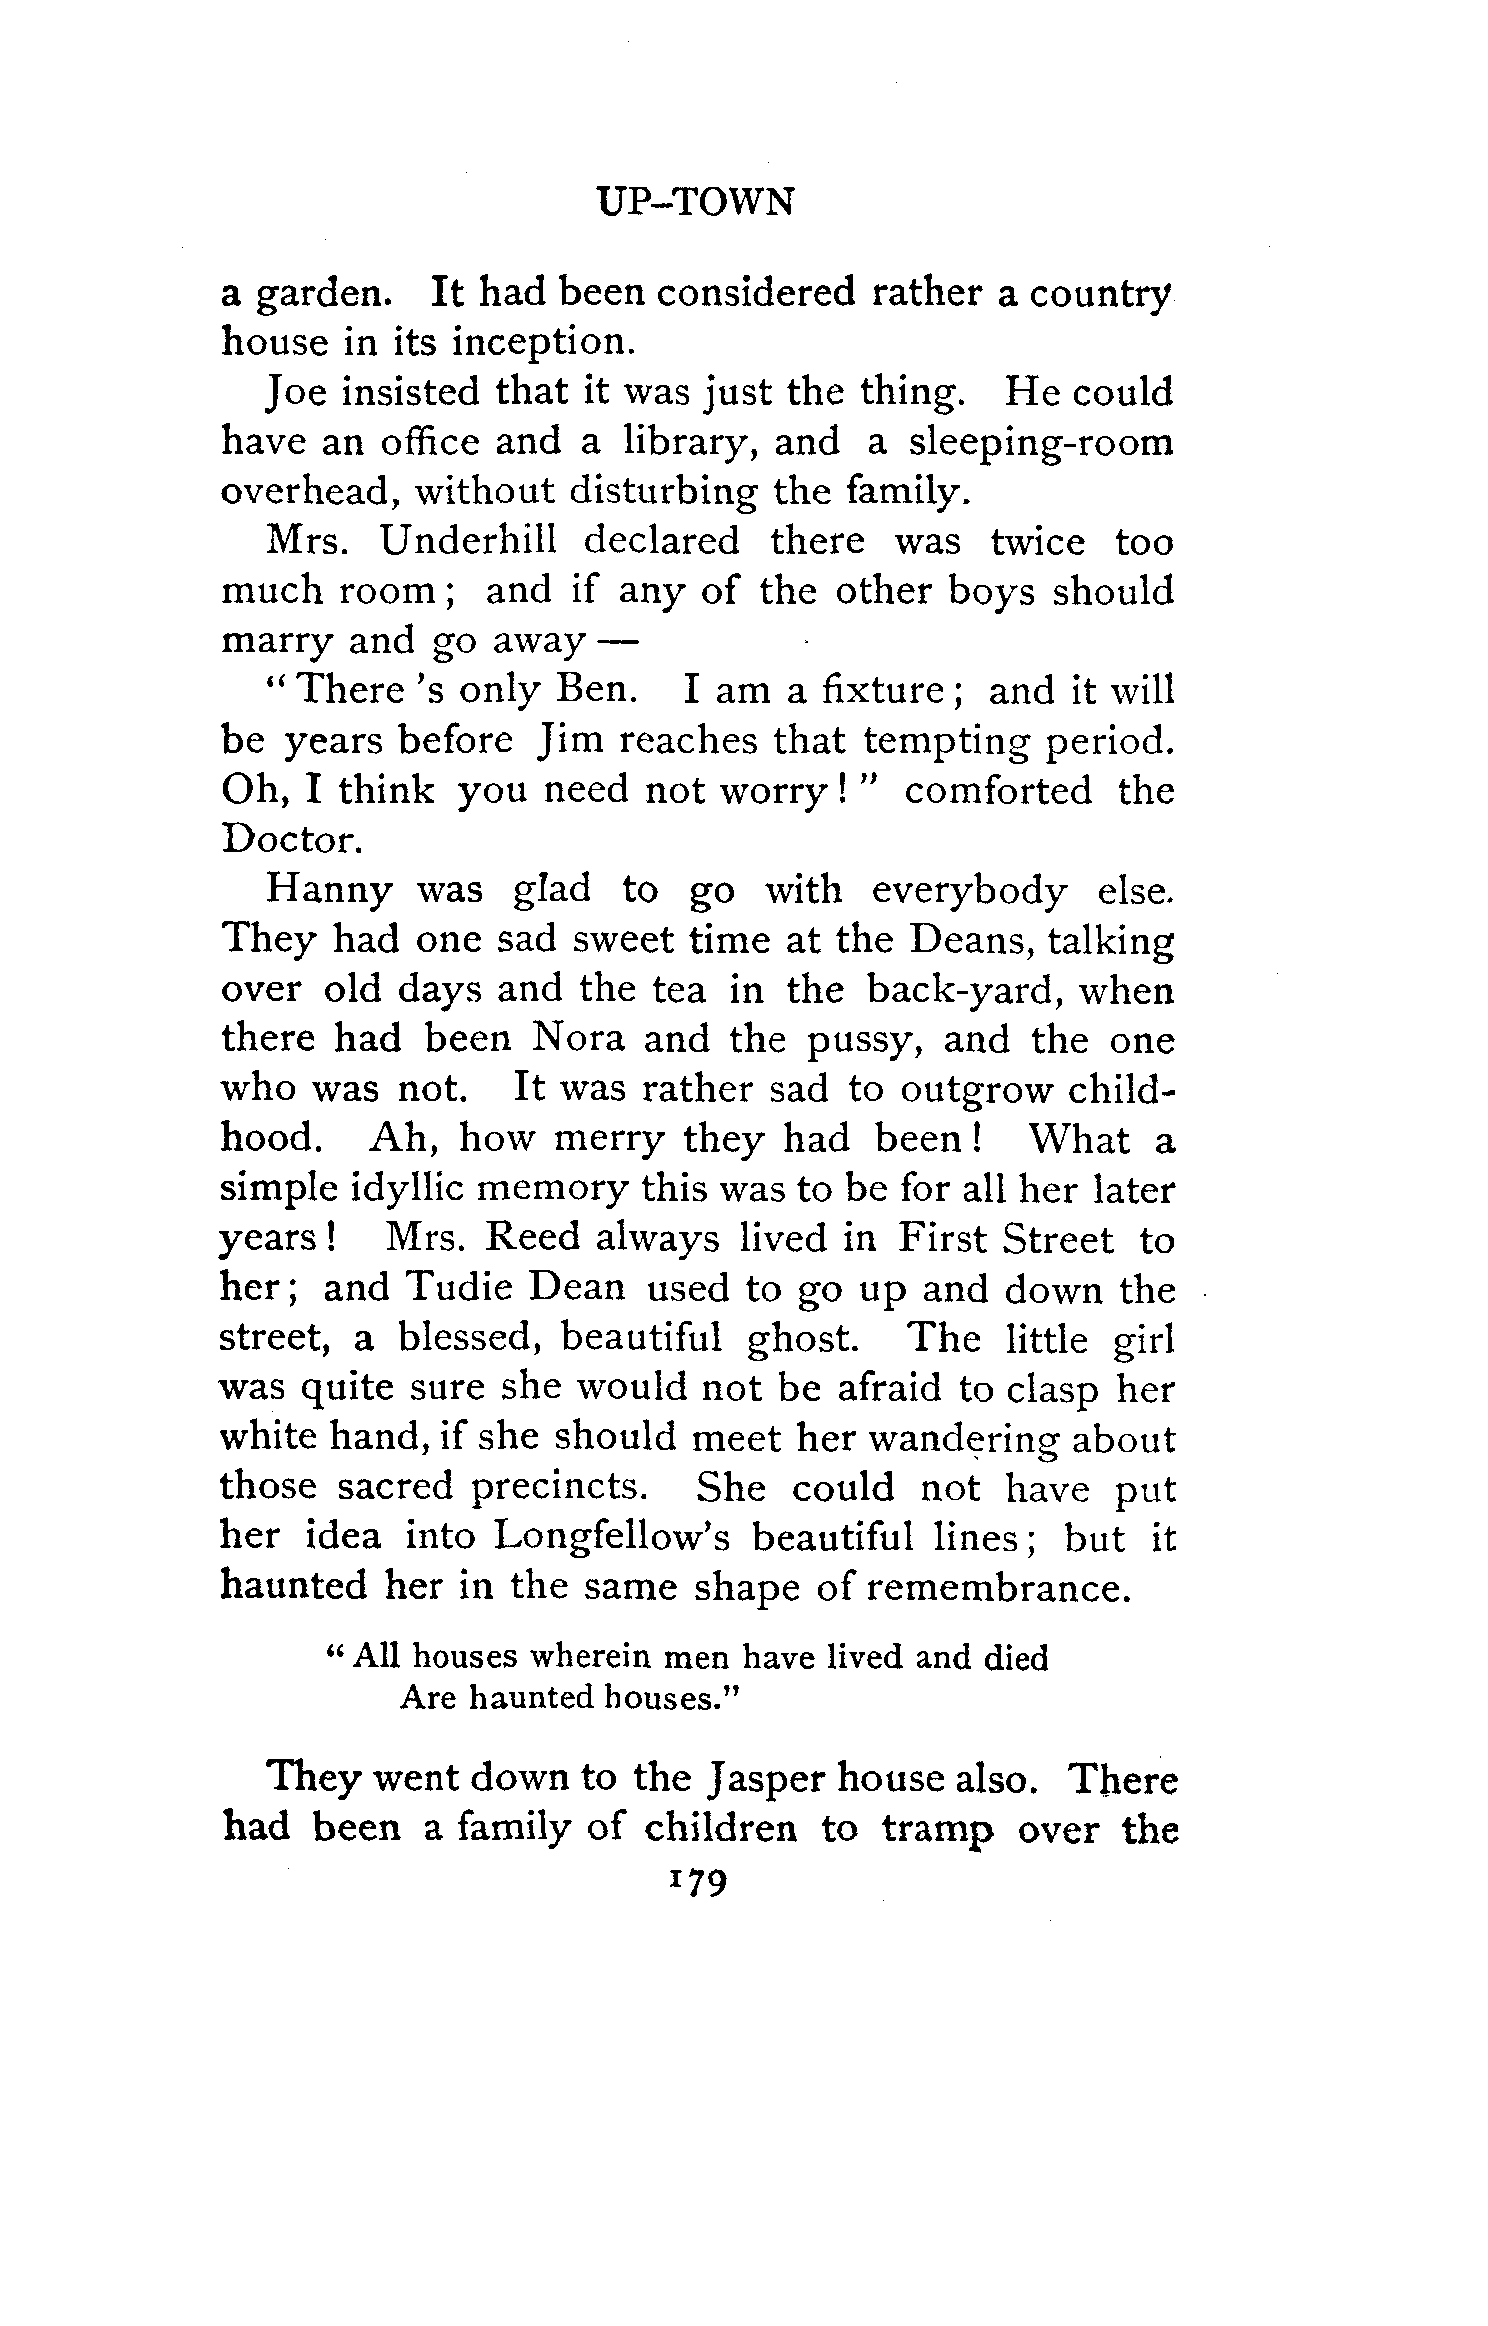 UP-TOWN
a garden. It had been considered rather a country
house in its inception.
Joe insisted that it was just the thing. He could
have an office and a library, and a sleeping-room
overhead, without disturbing the family.
Mrs. Underhill declared there was twice too
much room; and if any of the other boys should
marry and go away —
"There 's only Ben. I am a fixture; and it will
be years before Jim reaches that tempting period.
Oh, I think you need not worry!" comforted the
Doctor.
Hanny was glad to go with everybody else.
They had one sad sweet time at the Deans, talking
over old days and the tea in the back-yard, when
there had been Nora and the pussy, and the one
who was not. It was rather sad to outgrow child-
hood. Ah, how merry they had been! What a
simple idyllic memory this was to be for all her later
years! Mrs. Reed always lived in First Street to
her; and Tudie Dean used to go up and down the
street, a blessed, beautiful ghost. The little girl
was quite sure she would not be afraid to clasp her
white hand, if she should meet her wandering about
those sacred precincts. She could not have put
her idea into Longfellow's beautiful lines; but it
haunted her in the same shape of remembrance.
"All houses wherein men have lived and died
Are haunted houses."
They went down to the Jasper house also. There
had been a family of children to tramp over the
179